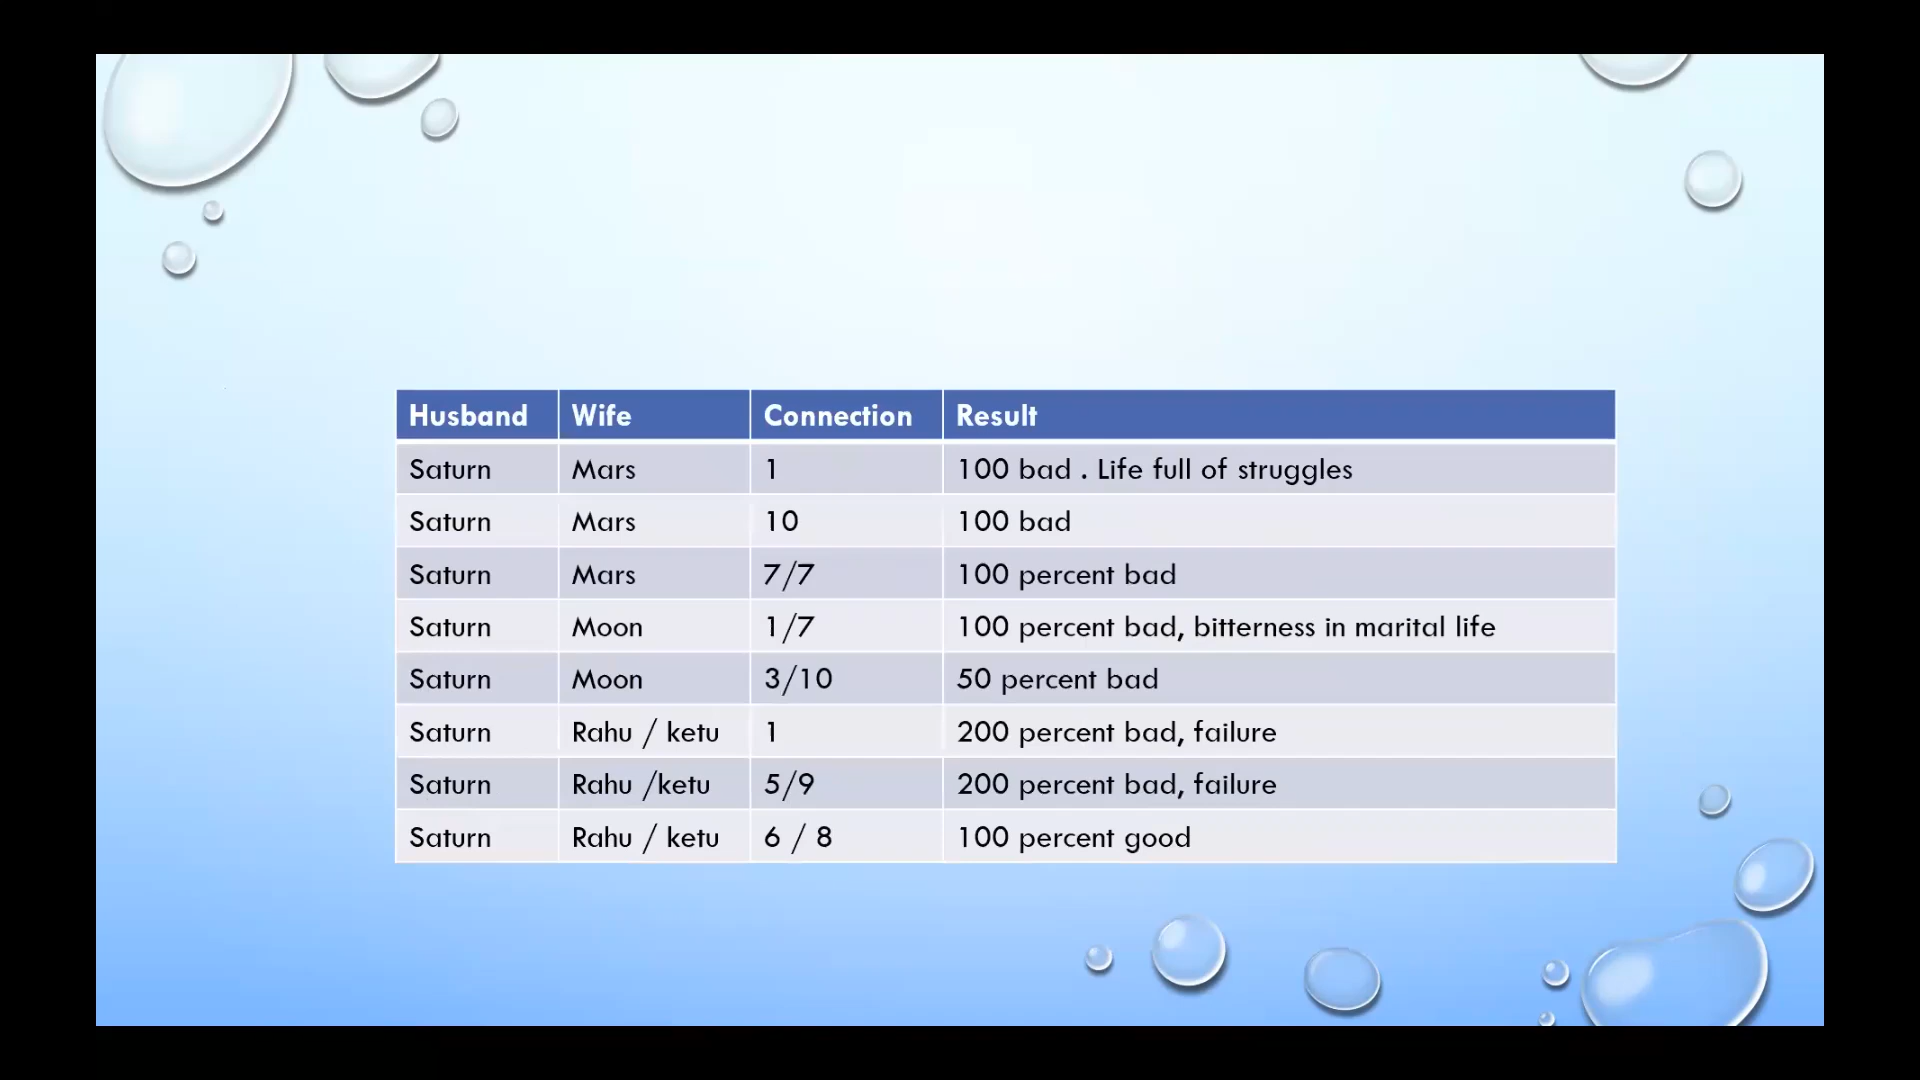 Husband Wife Connection Result
Saturn Mars 1 100 bad . Life full of struggles
Saturn Mars 10 100 bad
Saturn Mars 7/7 100 percent bad
Saturn Moon 1/7 100 percent bad, bitterness in marital life
Saturn Moon 3/10 50 percent bad
Saturn Rahu / ketu 1 200 percent bad, failure
Saturn Rahu /ketu 5/9 200 percent bad, failure
Saturn Rahu / ketu 6 / 8 100 percent good